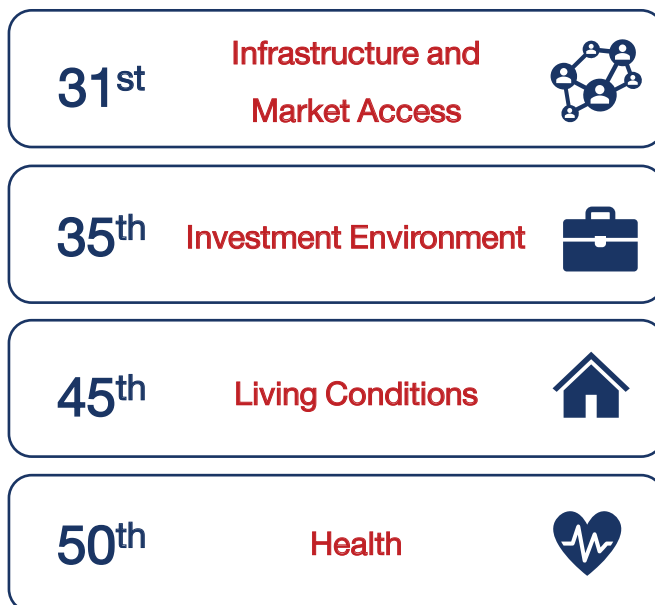 31st
Infrastructure and
Market Access
35th
Investment Environment
45th
Living Conditions
50th
Health